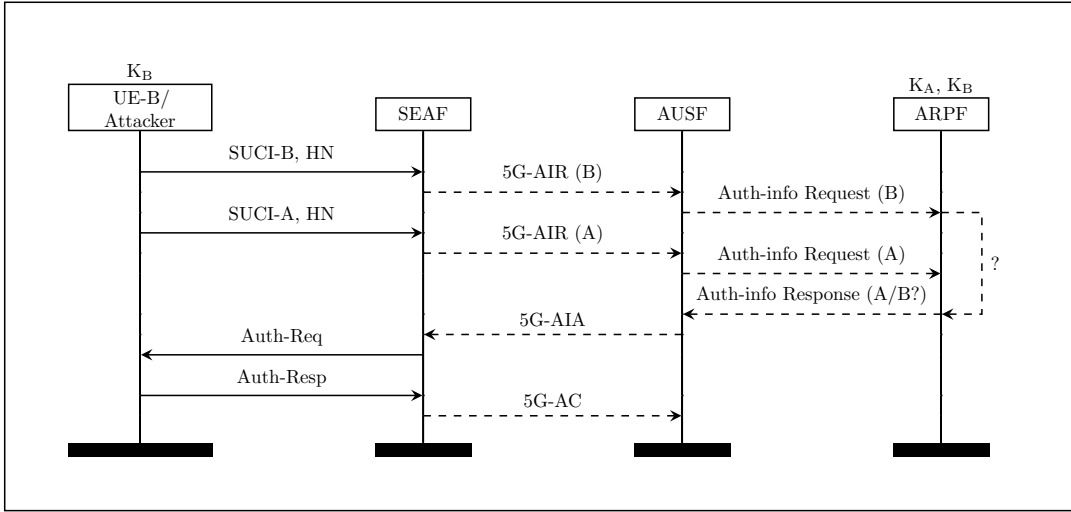 K_B
K_A, K_B
UE-B/
Attacker
SEAF
AUSF
ARPF
SUCI-B, HN
5G-AIR (B)
Auth-info Request (B)
SUCI-A, HN
5G-AIR (A)
Auth-info Request (A)
?
Auth-info Response (A/B?)
5G-AIA
Auth-Req
Auth-Resp
5G-AC